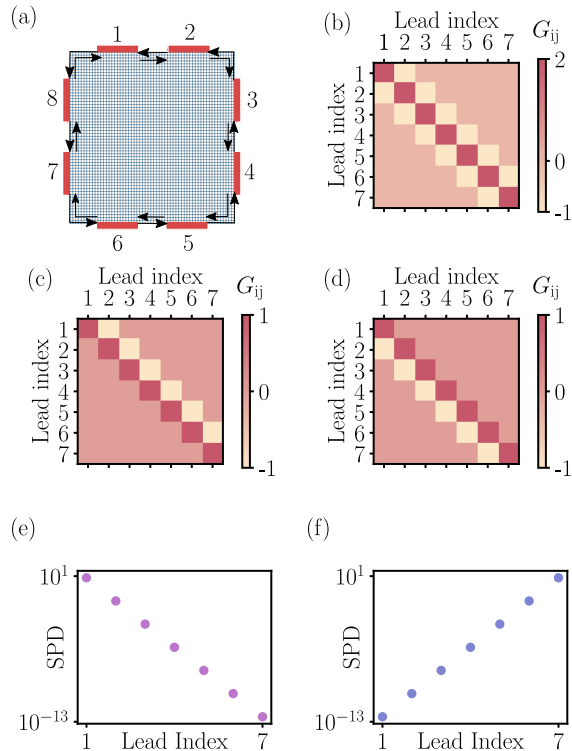 (a)
1 2
8 3
7 4
6 5
(b)
Lead index
1 2 3 4 5 6 7
Lead index
1
2
3
4
5
6
7
G_ij
2
0
-1
(c)
Lead index
1 2 3 4 5 6 7
Lead index
1
2
3
4
5
6
7
G_ij
1
0
-1
(d)
Lead index
1 2 3 4 5 6 7
Lead index
1
2
3
4
5
6
7
G_ij
1
0
-1
(e)
SPD
10^1
10^-13
1 Lead Index 7
(f)
SPD
10^1
10^-13
1 Lead Index 7